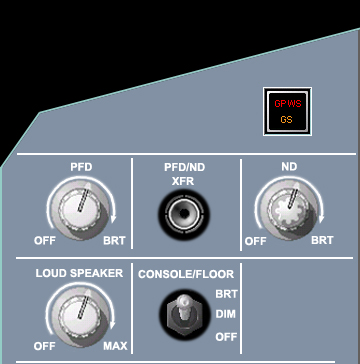 GPWS
GS
PFD
OFF BRT
PFD/ND
XFR
ND
OFF BRT
LOUD SPEAKER
OFF MAX
CONSOLE/FLOOR
BRT
DIM
OFF